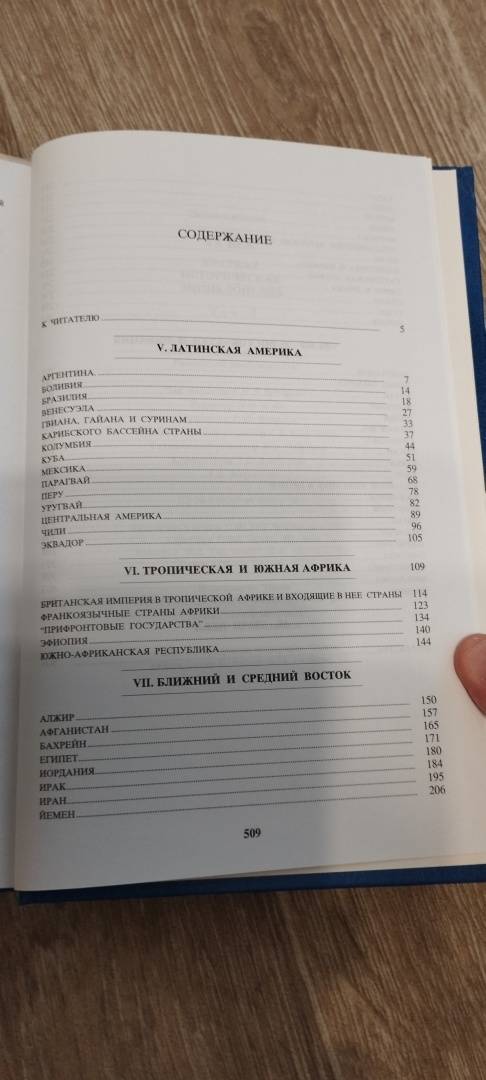 СОДЕРЖАНИЕ
К ЧИТАТЕЛЮ 5
V. ЛАТИНСКАЯ АМЕРИКА
АРГЕНТИНА. 7
БОЛИВИЯ 14
БРАЗИЛИЯ 18
ВЕНЕСУЭЛА 27
ГВИАНА, ГАЙАНА И СУРИНАМ 33
КАРИБСКОГО БАССЕЙНА СТРАНЫ 37
КОЛУМБИЯ 44
КУБА 51
МЕКСИКА 59
ПАРАГВАЙ 68
ПЕРУ 78
УРУГВАЙ 82
ЦЕНТРАЛЬНАЯ АМЕРИКА 89
ЧИЛИ 96
ЭКВАДОР 105
VI. ТРОПИЧЕСКАЯ И ЮЖНАЯ АФРИКА 109
БРИТАНСКАЯ ИМПЕРИЯ В ТРОПИЧЕСКОЙ АФРИКЕ И ВХОДЯЩИЕ В НЕЕ СТРАНЫ 114
ФРАНКОЯЗЫЧНЫЕ СТРАНЫ АФРИКИ 123
"ПРИФРОНТОВЫЕ ГОСУДАРСТВА" 134
ЭФИОПИЯ 140
ЮЖНО-АФРИКАНСКАЯ РЕСПУБЛИКА 144
VII. БЛИЖНИЙ И СРЕДНИЙ ВОСТОК
АЛЖИР 150
АФГАНИСТАН 157
БАХРЕЙН 165
ЕГИПЕТ 171
ИОРДАНИЯ 180
ИРАК 184
ИРАН 195
ЙЕМЕН 206
509